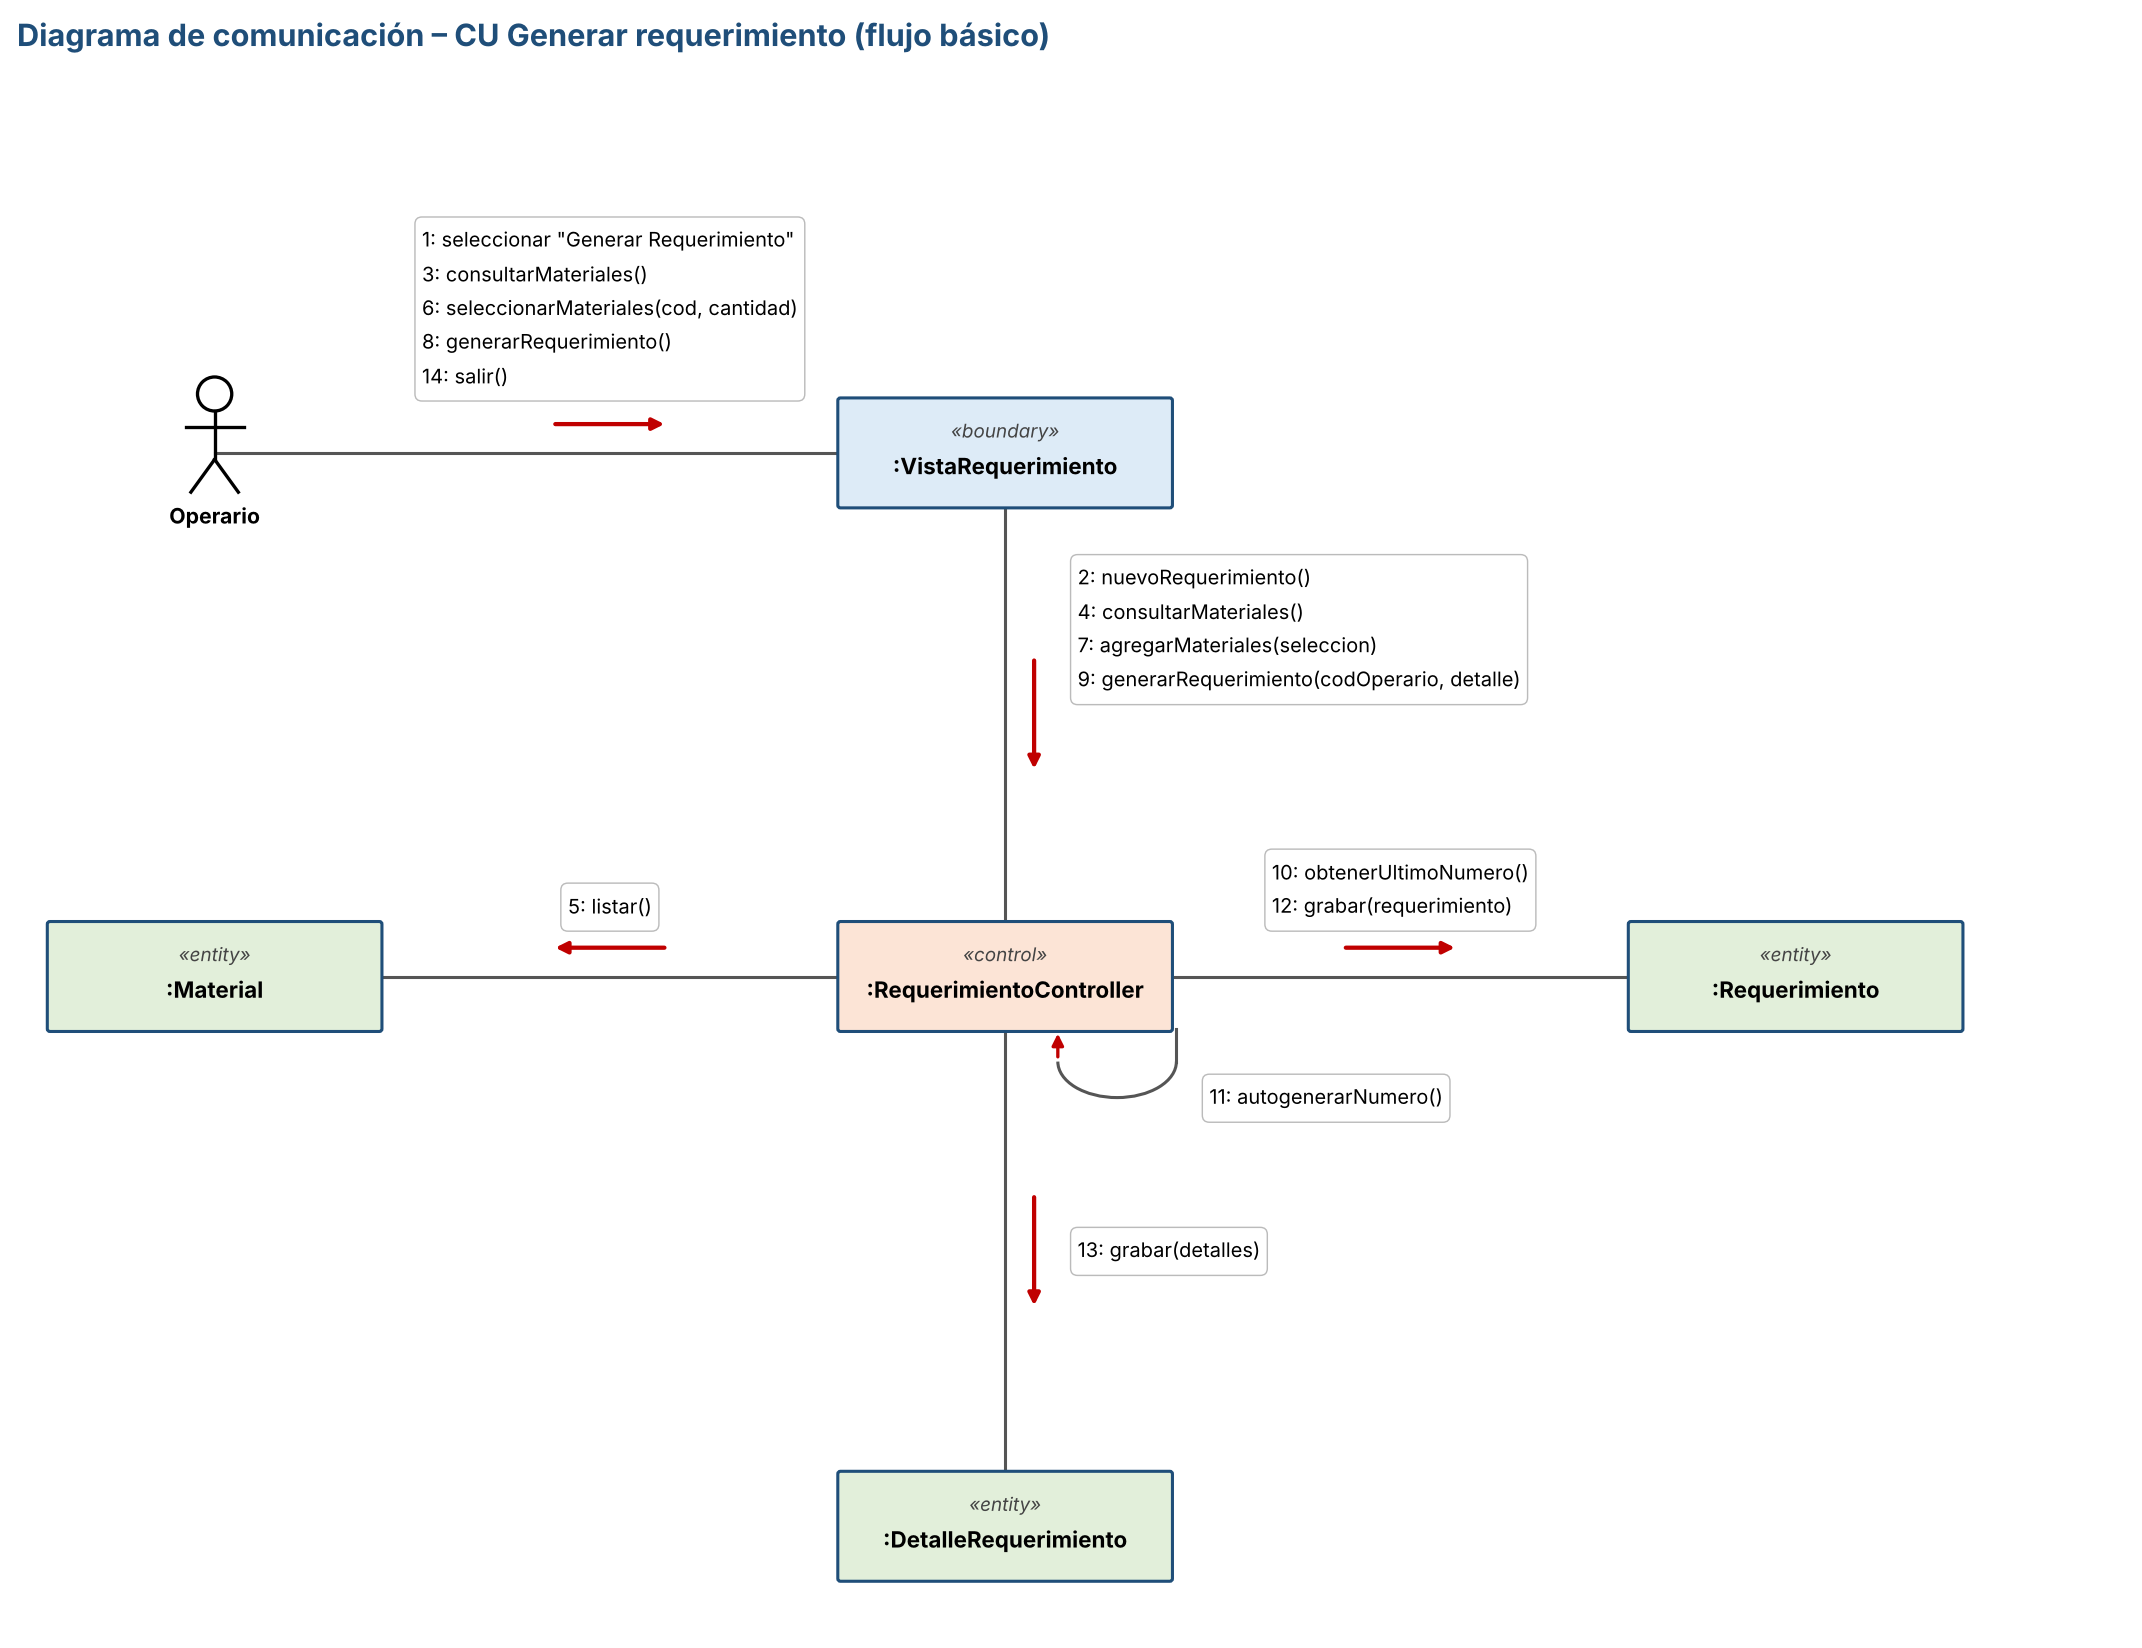 Diagrama de comunicación – CU Generar requerimiento (flujo básico)
1: seleccionar "Generar Requerimiento"
3: consultarMateriales()
6: seleccionarMateriales(cod, cantidad)
8: generarRequerimiento()
14: salir()
Operario
«boundary»
:VistaRequerimiento
2: nuevoRequerimiento()
4: consultarMateriales()
7: agregarMateriales(seleccion)
9: generarRequerimiento(codOperario, detalle)
5: listar()
10: obtenerUltimoNumero()
12: grabar(requerimiento)
«entity»
:Material
«control»
:RequerimientoController
«entity»
:Requerimiento
11: autogenerarNumero()
13: grabar(detalles)
«entity»
:DetalleRequerimiento